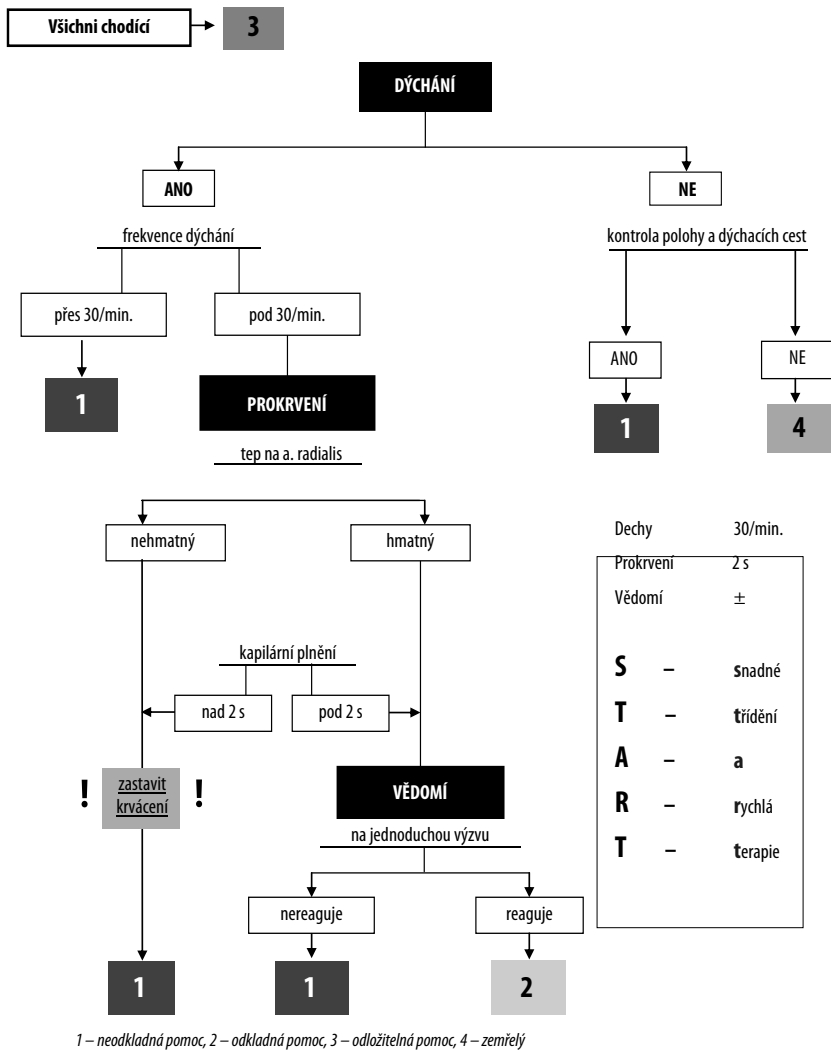 Všichni chodící
3
DÝCHÁNÍ
ANO
NE
frekvence dýchání
kontrola polohy a dýchacích cest
přes 30/min.
pod 30/min.
ANO
NE
1
PROKRVENÍ
1
4
tep na a. radialis
nehmatný
hmatný
kapilární plnění
nad 2 s
pod 2 s
! zastavit krvácení !
VĚDOMÍ
na jednoduchou výzvu
nereaguje
reaguje
1
1
2
Dechy 30/min.
Prokrvení 2 s
Vědomí ±
S – snadné
T – třídění
A – a
R – rychlá
T – terapie
1 – neodkladná pomoc, 2 – odkladná pomoc, 3 – odložitelná pomoc, 4 – zemřelý